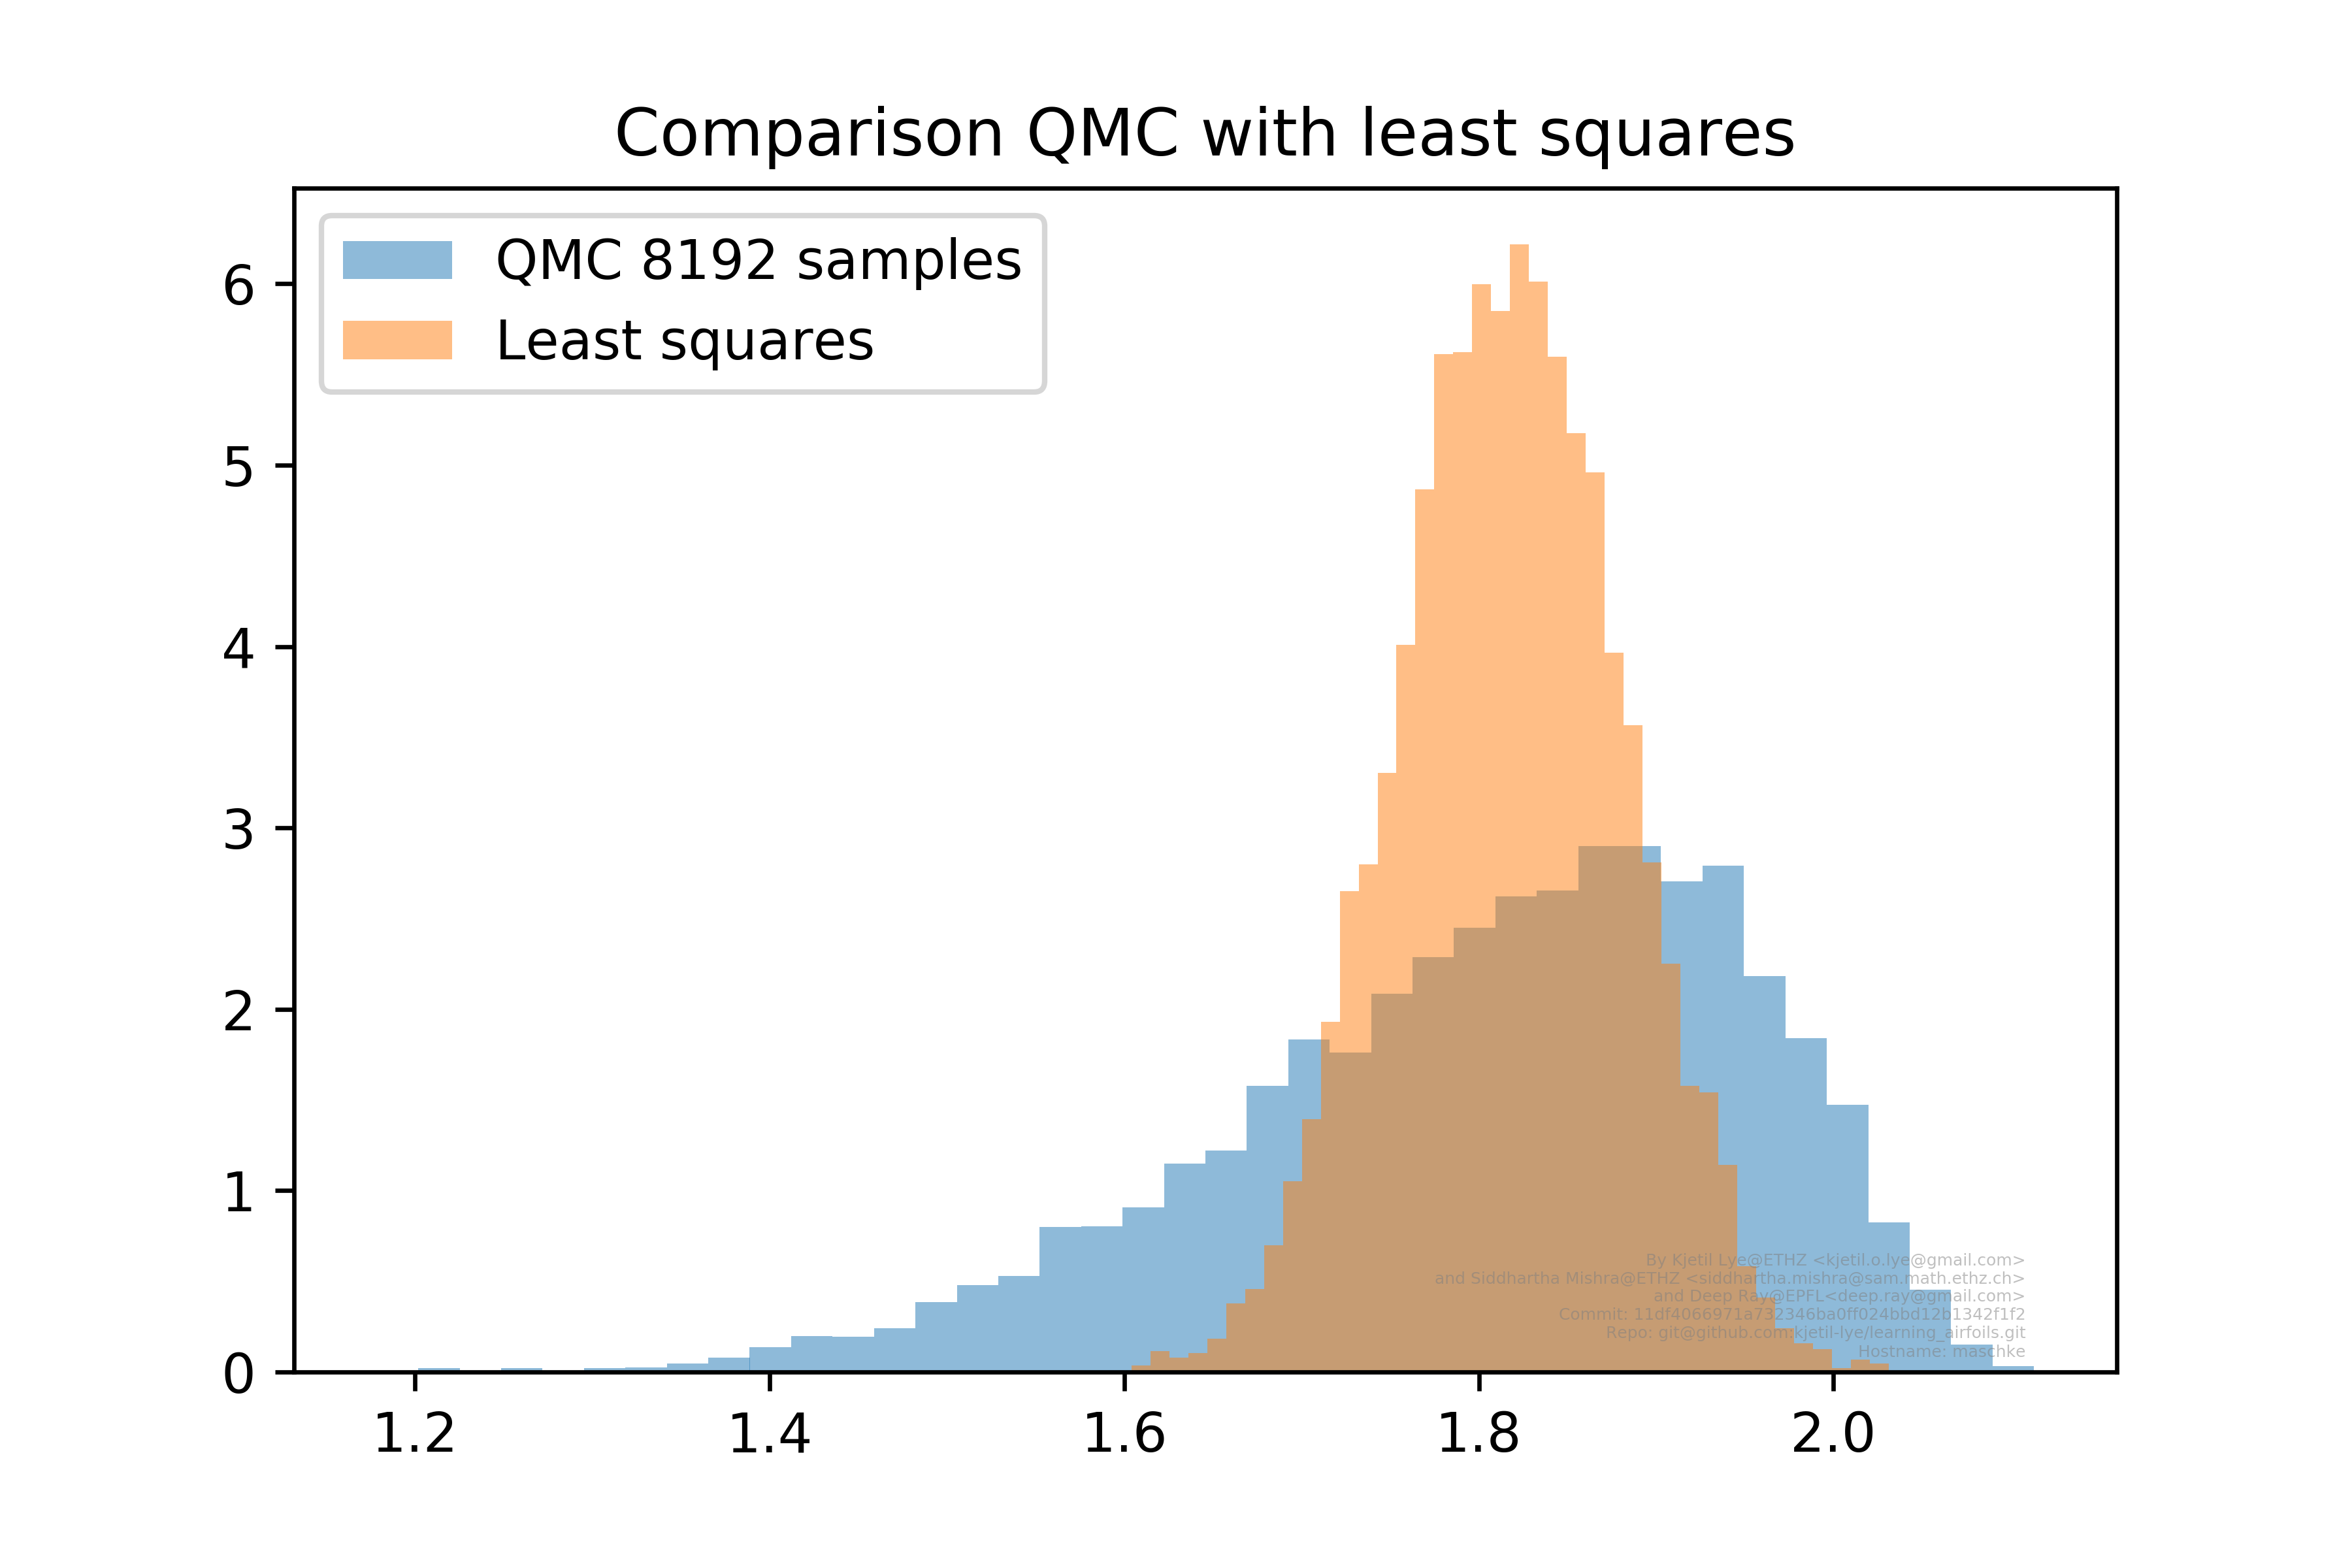 Comparison QMC with least squares
QMC 8192 samples
Least squares
6
5
4
3
2
1
0
1.2 1.4 1.6 1.8 2.0
By Kjetil Lye@ETHZ <kjetil.o.lye@gmail.com>
and Siddhartha Mishra@ETHZ <siddhartha.mishra@sam.math.ethz.ch>
and Deep Ray@EPFL<deep.ray@gmail.com>
Commit: 11df4066971a732346ba0ff024bbd12b1342f1f2
Repo: git@github.com:kjetil-lye/learning_airfoils.git
Hostname: maschke